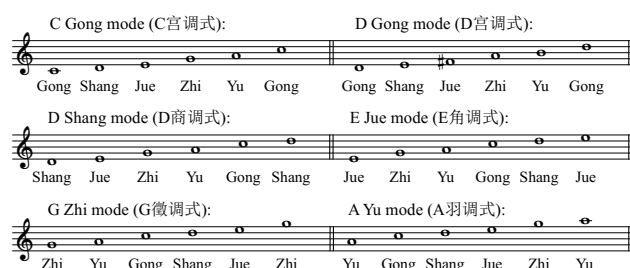 C Gong mode (C宫调式): D Gong mode (D宫调式):
Gong Shang Jue Zhi Yu Gong Gong Shang Jue Zhi Yu Gong
D Shang mode (D商调式): E Jue mode (E角调式):
Shang Jue Zhi Yu Gong Shang Jue Zhi Yu Gong Shang Jue
G Zhi mode (G徵调式): A Yu mode (A羽调式):
Zhi Yu Gong Shang Jue Zhi Yu Gong Shang Jue Zhi Yu